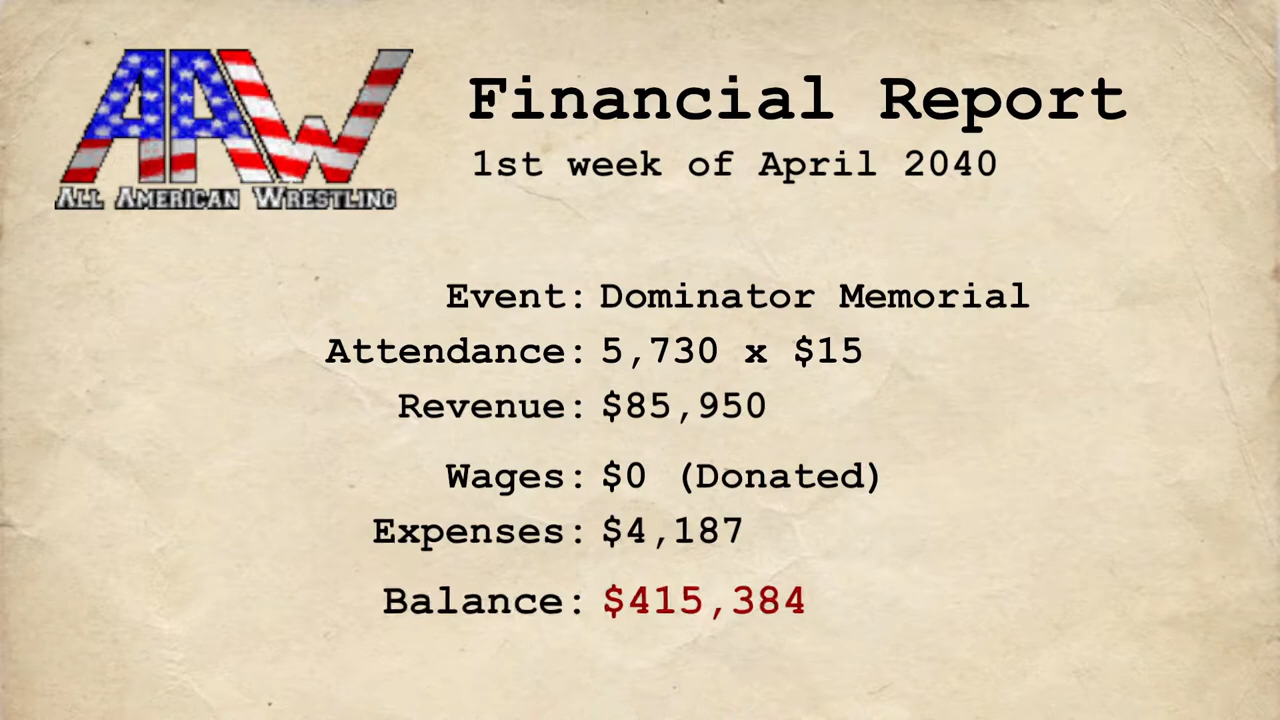 AAW
ALL AMERICAN WRESTLING
Financial Report
1st week of April 2040
Event: Dominator Memorial
Attendance: 5,730 x $15
Revenue: $85,950
Wages: $0 (Donated)
Expenses: $4,187
Balance: $415,384